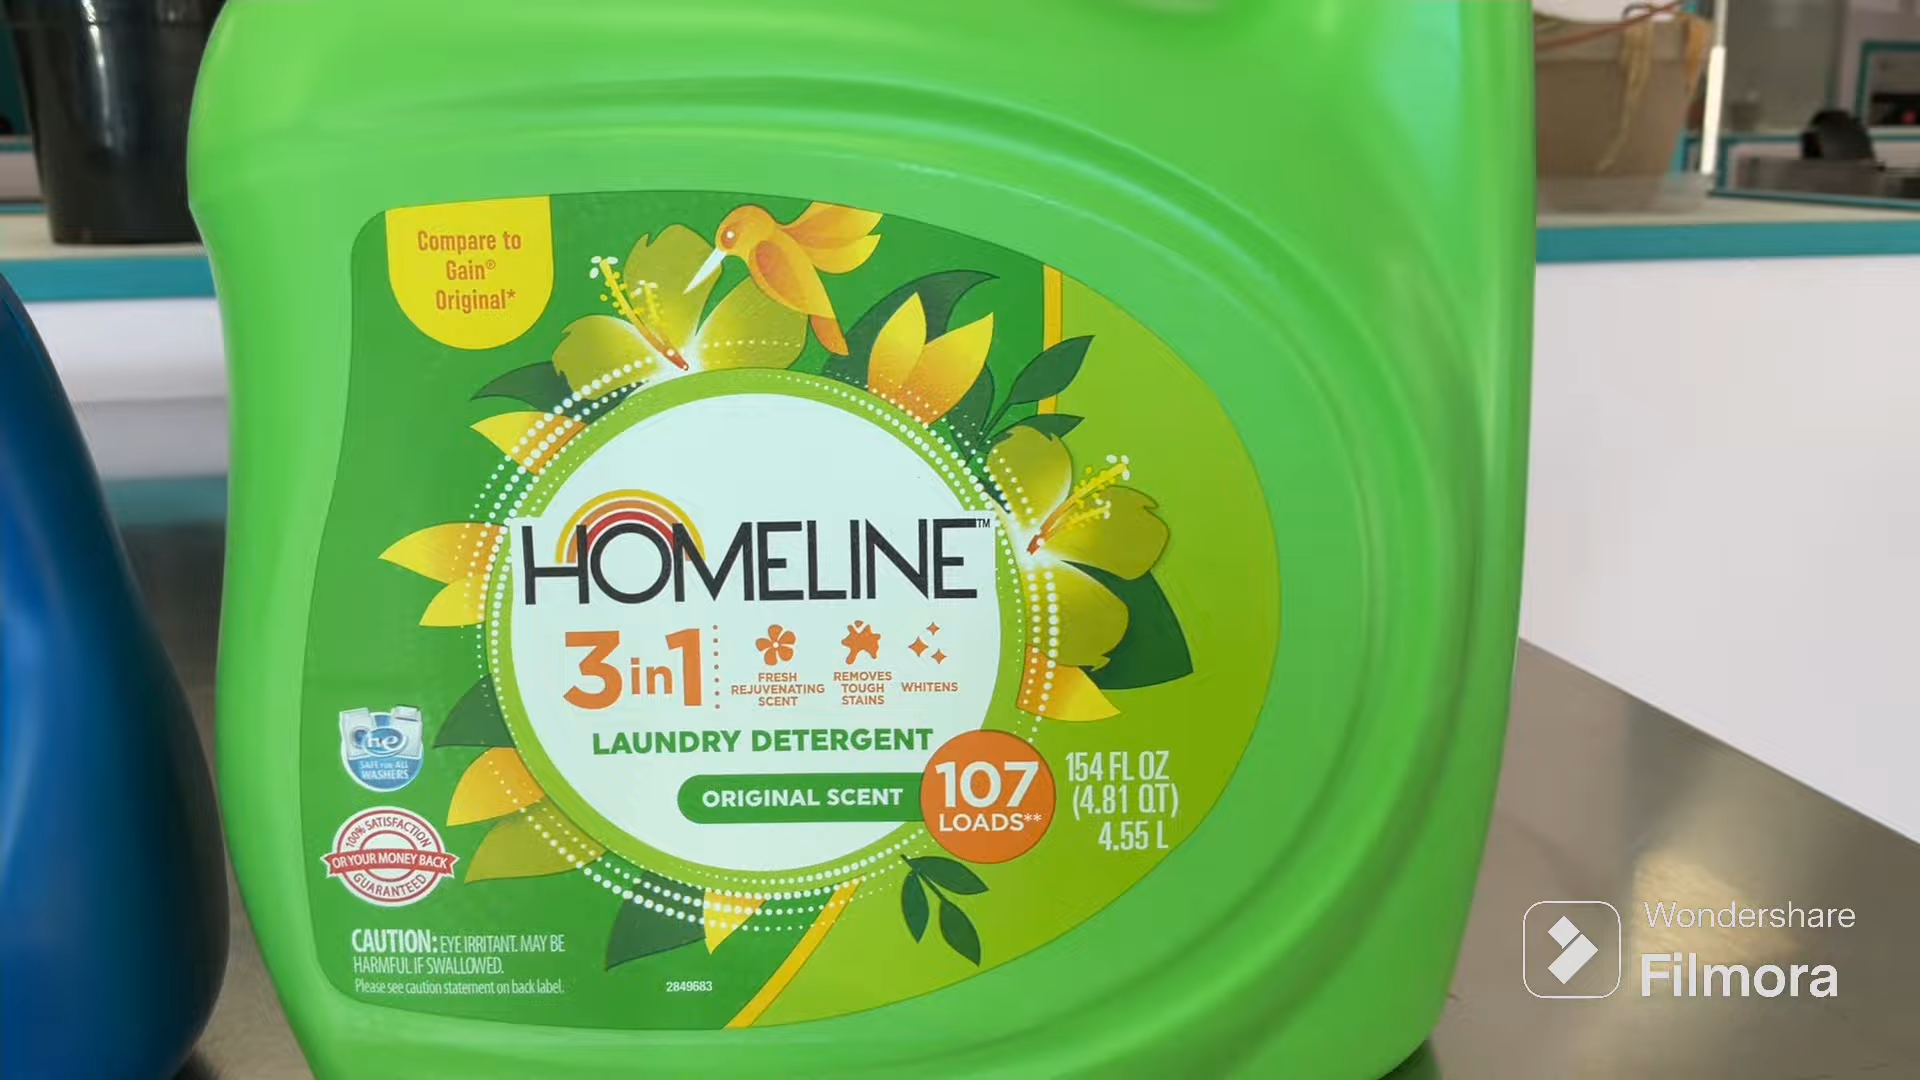 Compare to
Gain®
Original*
HOMELINE™
3in1
FRESH
REJUVENATING
SCENT
REMOVES
TOUGH
STAINS
WHITENS
LAUNDRY DETERGENT
ORIGINAL SCENT
107
LOADS**
154 FL OZ
(4.81 QT)
4.55 L
he
SAFE FOR ALL
WASHERS
100% SATISFACTION
OR YOUR MONEY BACK
GUARANTEED
CAUTION: EYE IRRITANT. MAY BE
HARMFUL IF SWALLOWED.
Please see caution statement on back label.
2849683
Wondershare
Filmora